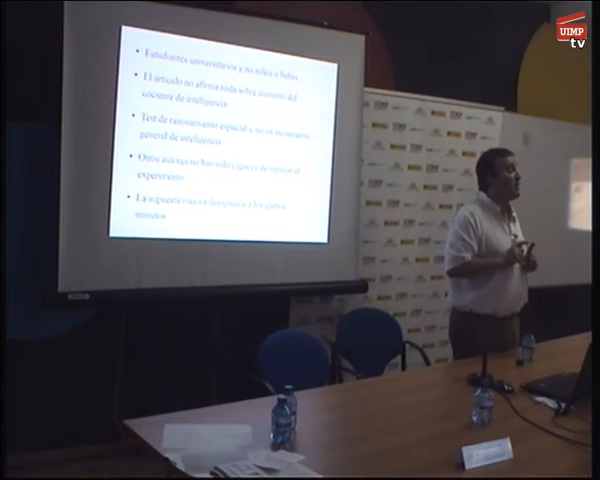 UIMP
tv
• Estudiantes universitarios y no niños o bebés
• El artículo no afirma nada sobre aumento del
cociente de inteligencia
• Test de razonamiento espacial y no un incremento
general de inteligencia
• Otros autores no han sido capaces de repetir el
experimento
• La supuesta mejora desaparece a los quince
minutos